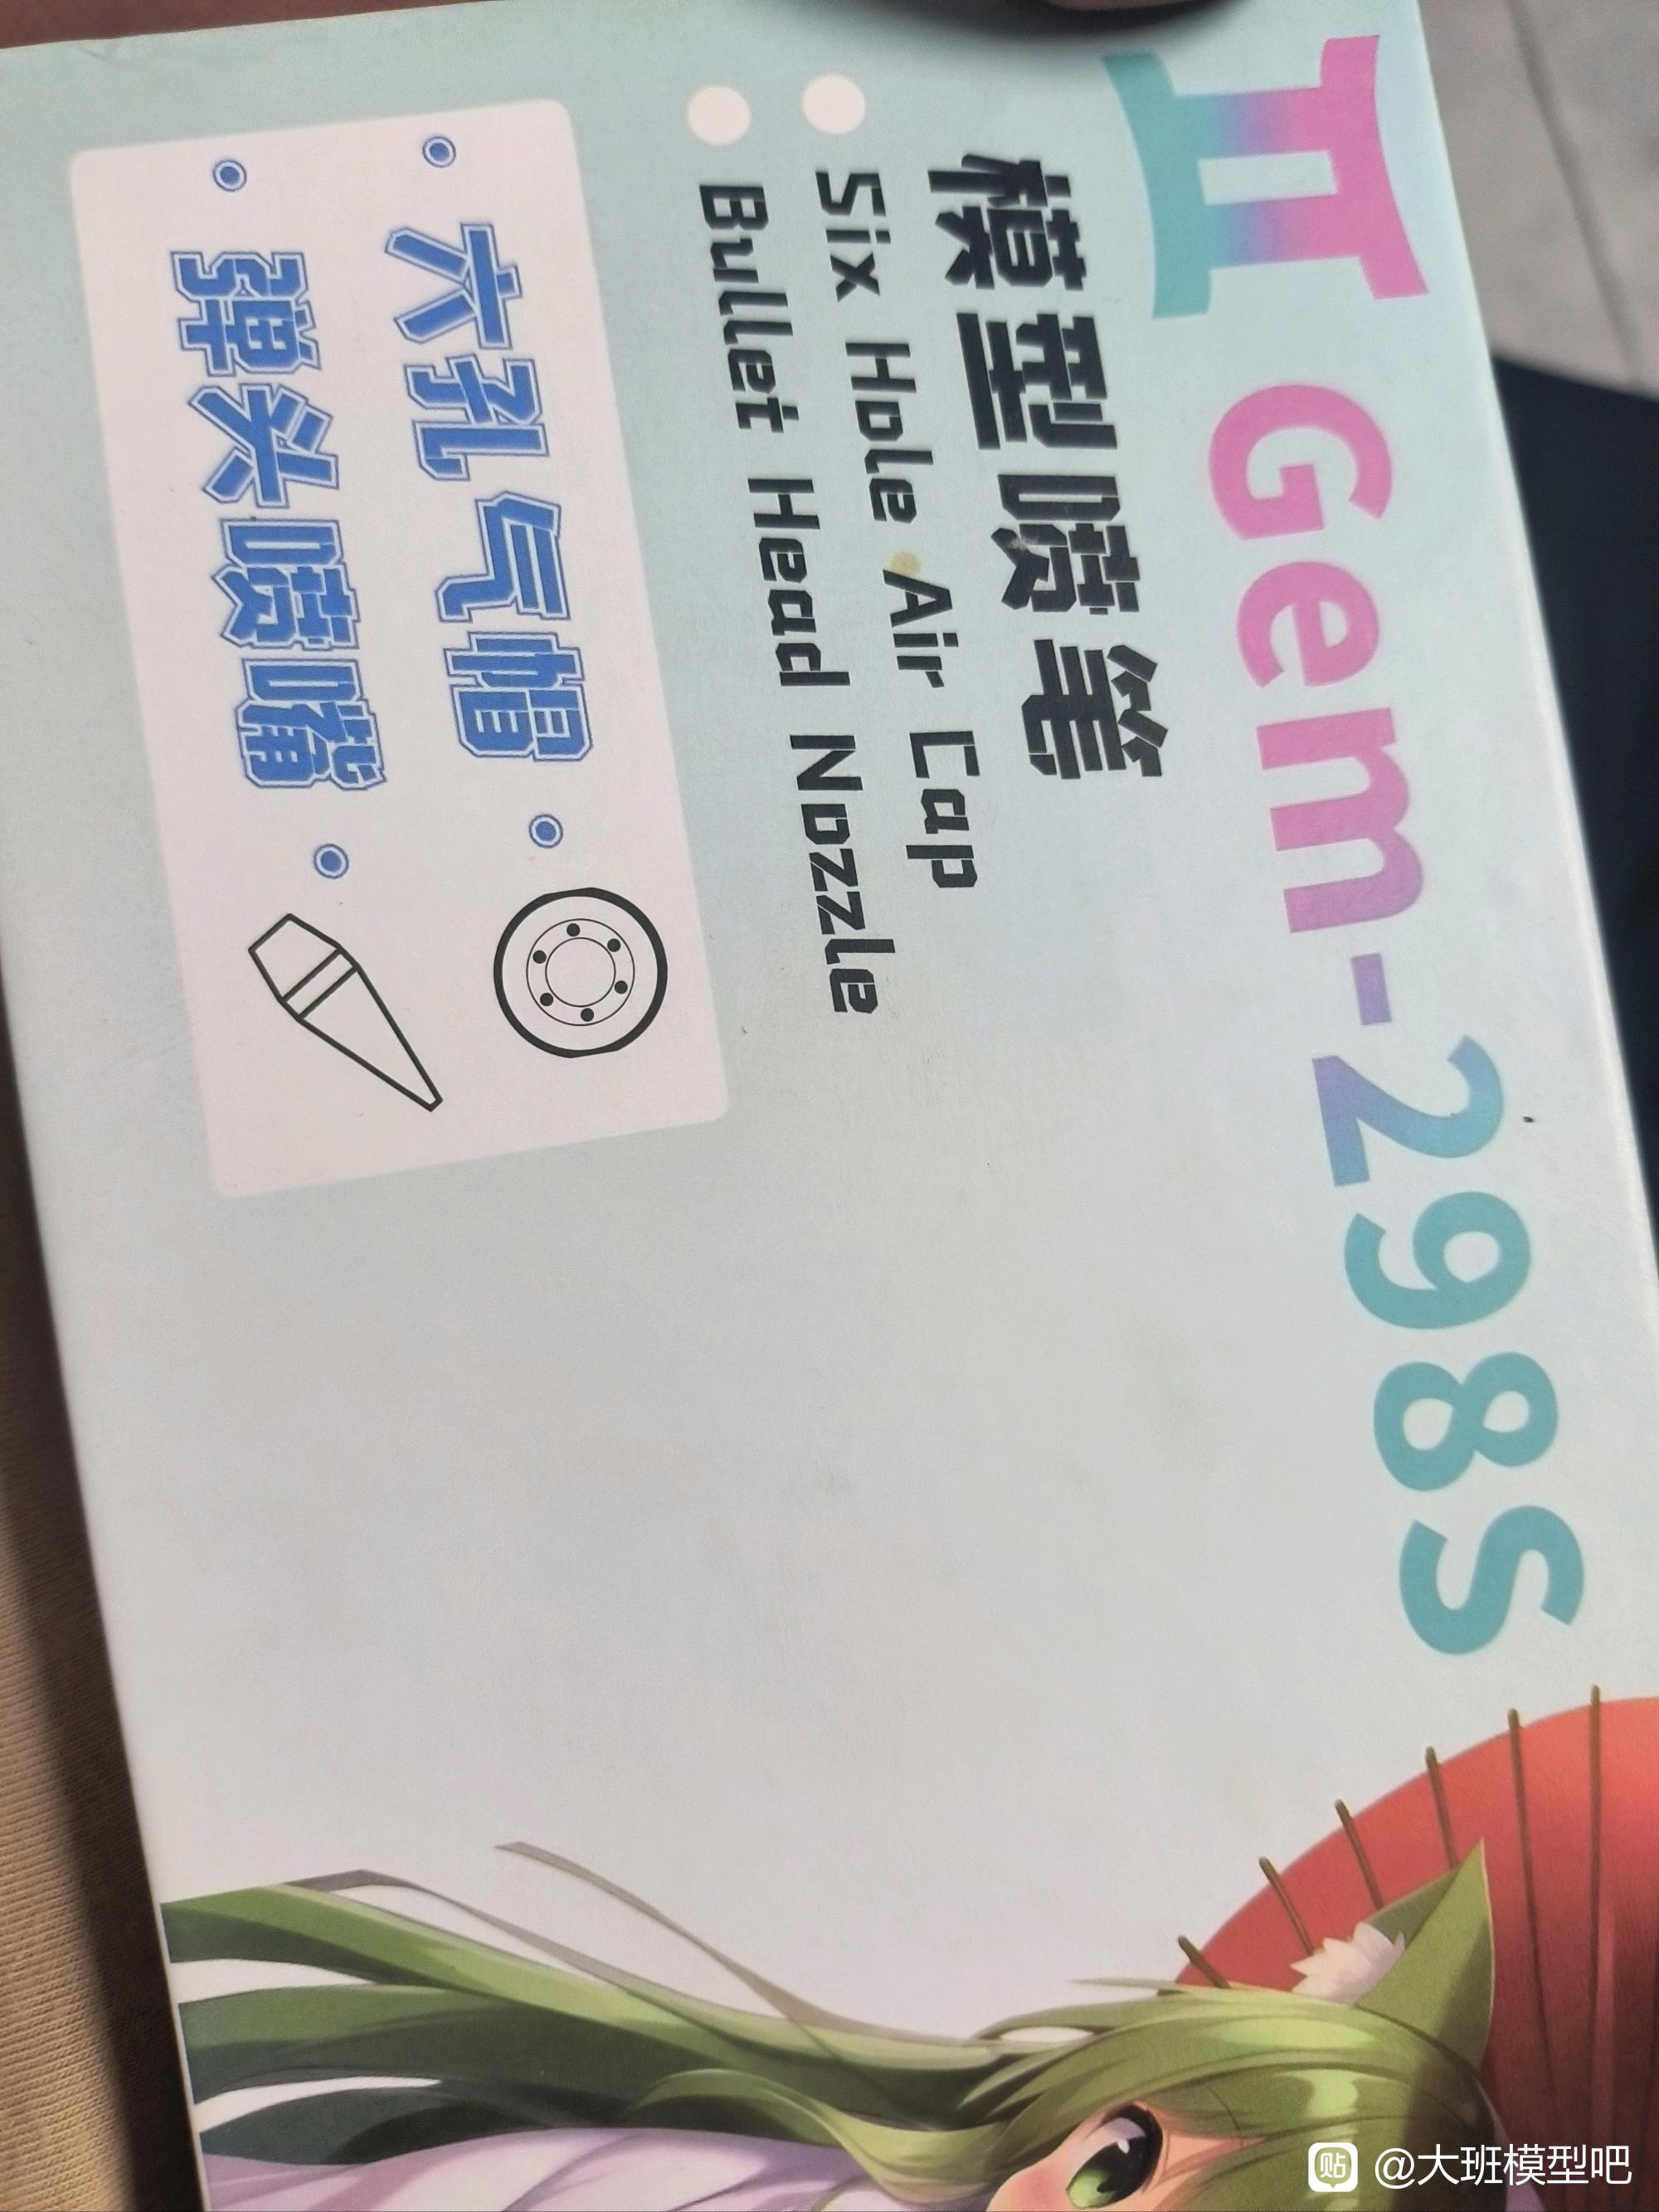 Gem-298S
模型喷笔
Six Hole Air Cap
Bullet Head Nozzle
六孔气帽
弹头喷嘴
贴 @大班模型吧